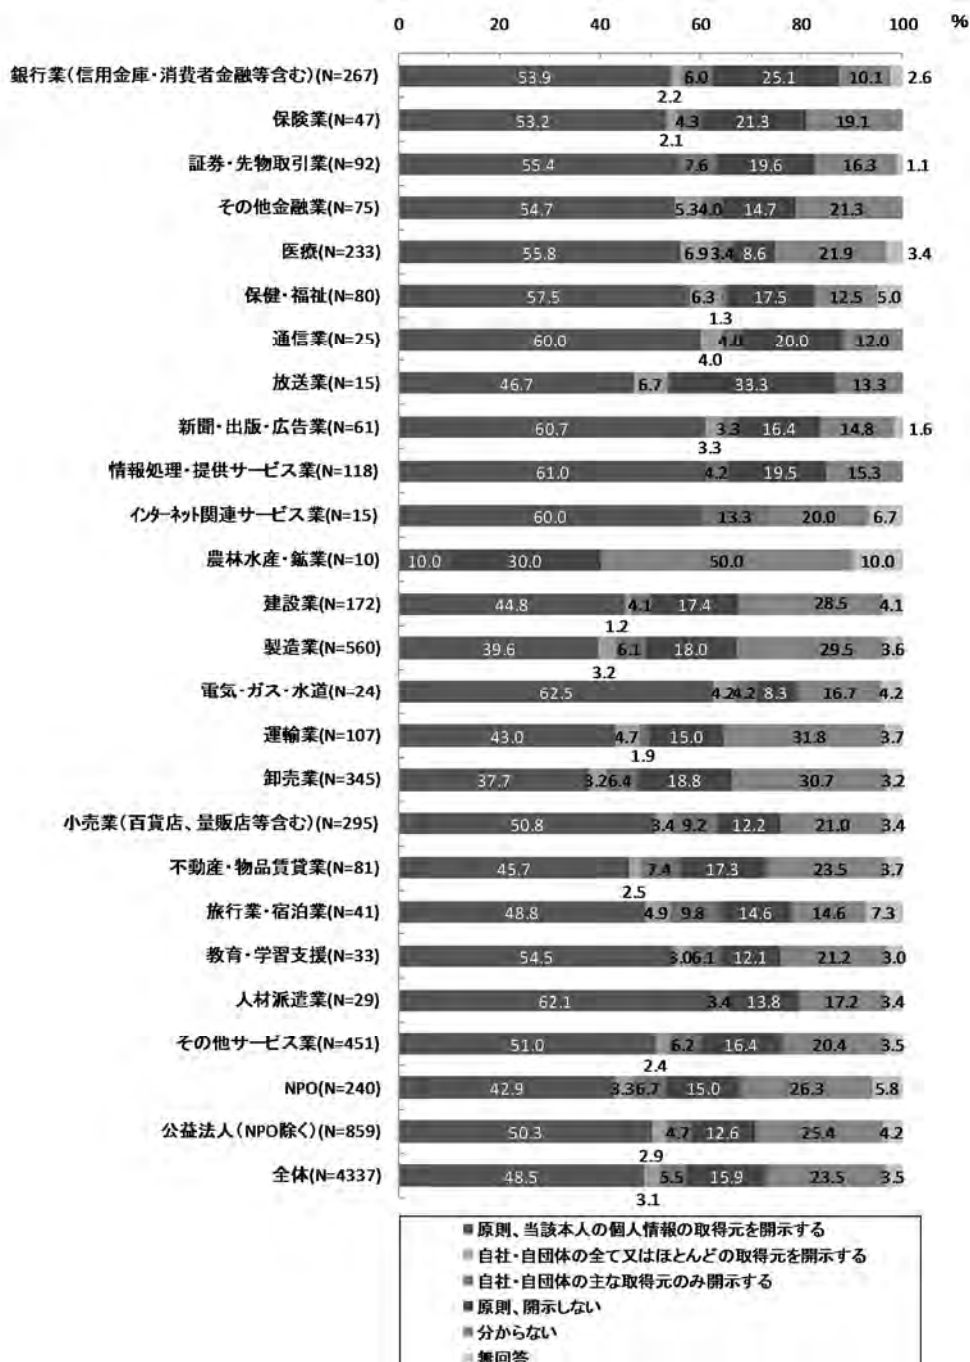 0 20 40 60 80 100 %
銀行業（信用金庫・消費者金融等含む）(N=267) 53.9 6.0 25.1 10.1 2.6
2.2
保険業(N=47) 53.2 4.3 21.3 19.1
2.1
証券・先物取引業(N=92) 55.4 7.6 19.6 16.3 1.1
その他金融業(N=75) 54.7 5.3 4.0 14.7 21.3
医療(N=233) 55.8 6.9 3.4 8.6 21.9 3.4
保健・福祉(N=80) 57.5 6.3 17.5 12.5 5.0
1.3
通信業(N=25) 60.0 4.0 20.0 12.0
4.0
放送業(N=15) 46.7 6.7 33.3 13.3
新聞・出版・広告業(N=61) 60.7 3.3 16.4 14.8 1.6
3.3
情報処理・提供サービス業(N=118) 61.0 4.2 19.5 15.3
インターネット関連サービス業(N=15) 60.0 13.3 20.0 6.7
農林水産・鉱業(N=10) 10.0 30.0 50.0 10.0
建設業(N=172) 44.8 4.1 17.4 28.5 4.1
1.2
製造業(N=560) 39.6 6.1 18.0 29.5 3.6
3.2
電気・ガス・水道(N=24) 62.5 4.2 4.2 8.3 16.7 4.2
運輸業(N=107) 43.0 4.7 15.0 31.8 3.7
1.9
卸売業(N=345) 37.7 3.2 6.4 18.8 30.7 3.2
小売業（百貨店、量販店等含む）(N=295) 50.8 3.4 9.2 12.2 21.0 3.4
不動産・物品賃貸業(N=81) 45.7 7.4 17.3 23.5 3.7
2.5
旅行業・宿泊業(N=41) 48.8 4.9 9.8 14.6 14.6 7.3
教育・学習支援(N=33) 54.5 3.0 6.1 12.1 21.2 3.0
人材派遣業(N=29) 62.1 3.4 13.8 17.2 3.4
その他サービス業(N=451) 51.0 6.2 16.4 20.4 3.5
2.4
NPO(N=240) 42.9 3.3 6.7 15.0 26.3 5.8
公益法人（NPO除く）(N=859) 50.3 4.7 12.6 25.4 4.2
2.9
全体(N=4337) 48.5 5.5 15.9 23.5 3.5
3.1
原則、当該本人の個人情報の取得元を開示する
自社・自団体の全て又はほとんどの取得元を開示する
自社・自団体の主な取得元のみ開示する
原則、開示しない
分からない
無回答